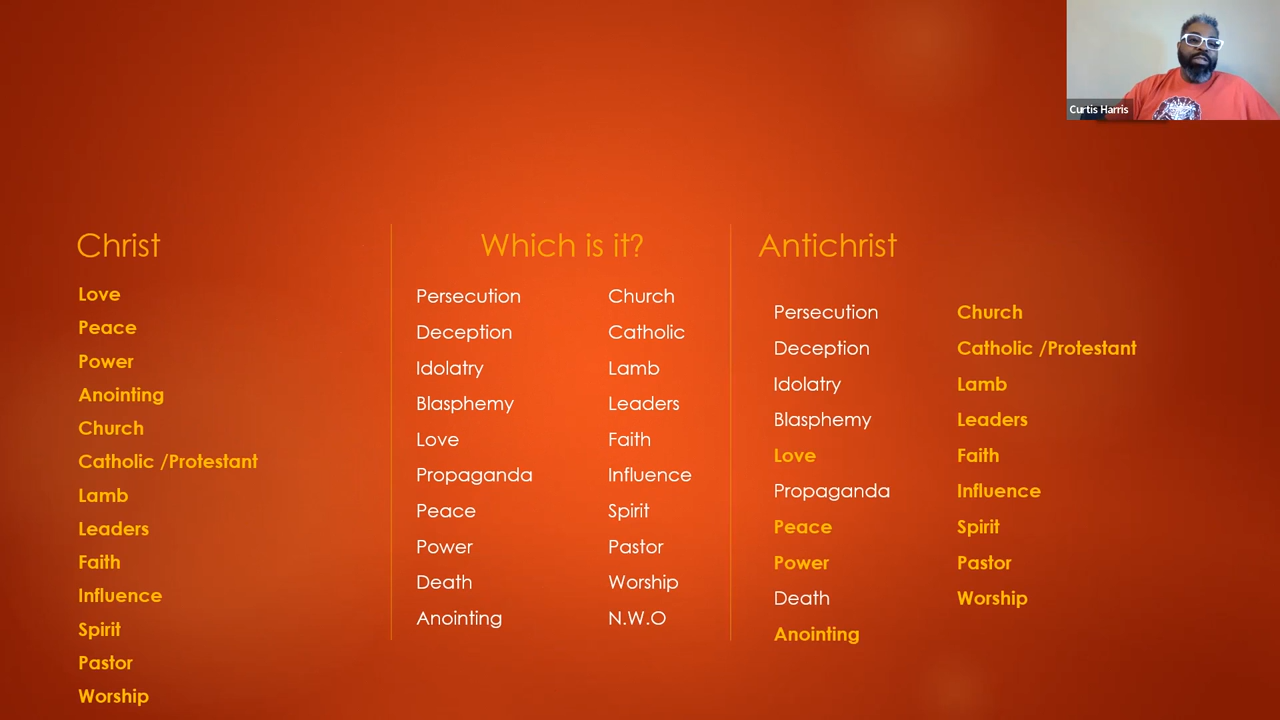 Curtis Harris
Christ
Love
Peace
Power
Anointing
Church
Catholic /Protestant
Lamb
Leaders
Faith
Influence
Spirit
Pastor
Worship
Which is it?
Persecution
Deception
Idolatry
Blasphemy
Love
Propaganda
Peace
Power
Death
Anointing
Church
Catholic
Lamb
Leaders
Faith
Influence
Spirit
Pastor
Worship
N.W.O
Antichrist
Persecution
Deception
Idolatry
Blasphemy
Love
Propaganda
Peace
Power
Death
Anointing
Church
Catholic /Protestant
Lamb
Leaders
Faith
Influence
Spirit
Pastor
Worship